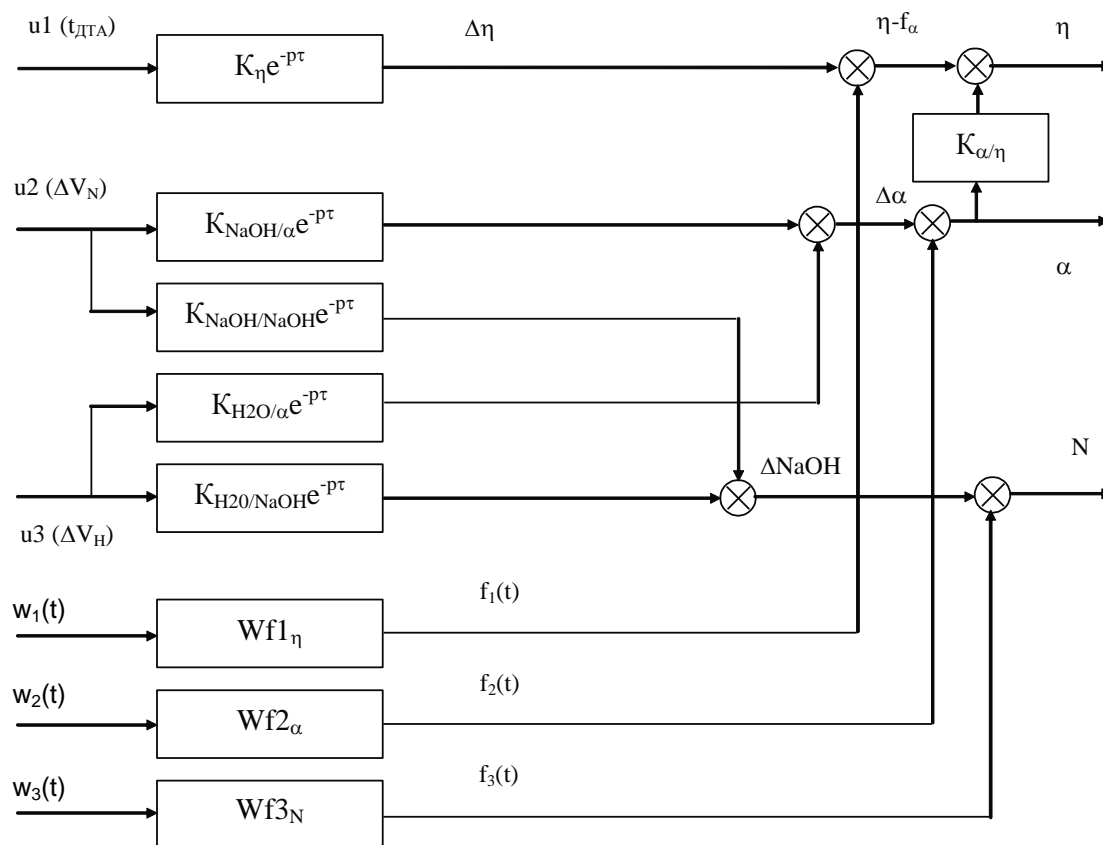 u1 (tДТА)
Δη
η-fα
η
Kηe-pτ
Kα/η
u2 (ΔVN)
KNaOH/αe-pτ
Δα
α
KNaOH/NaOHe-pτ
KH2O/αe-pτ
KH20/NaOHe-pτ
ΔNaOH
N
u3 (ΔVH)
w1(t)
f1(t)
Wf1η
w2(t)
f2(t)
Wf2α
w3(t)
f3(t)
Wf3N